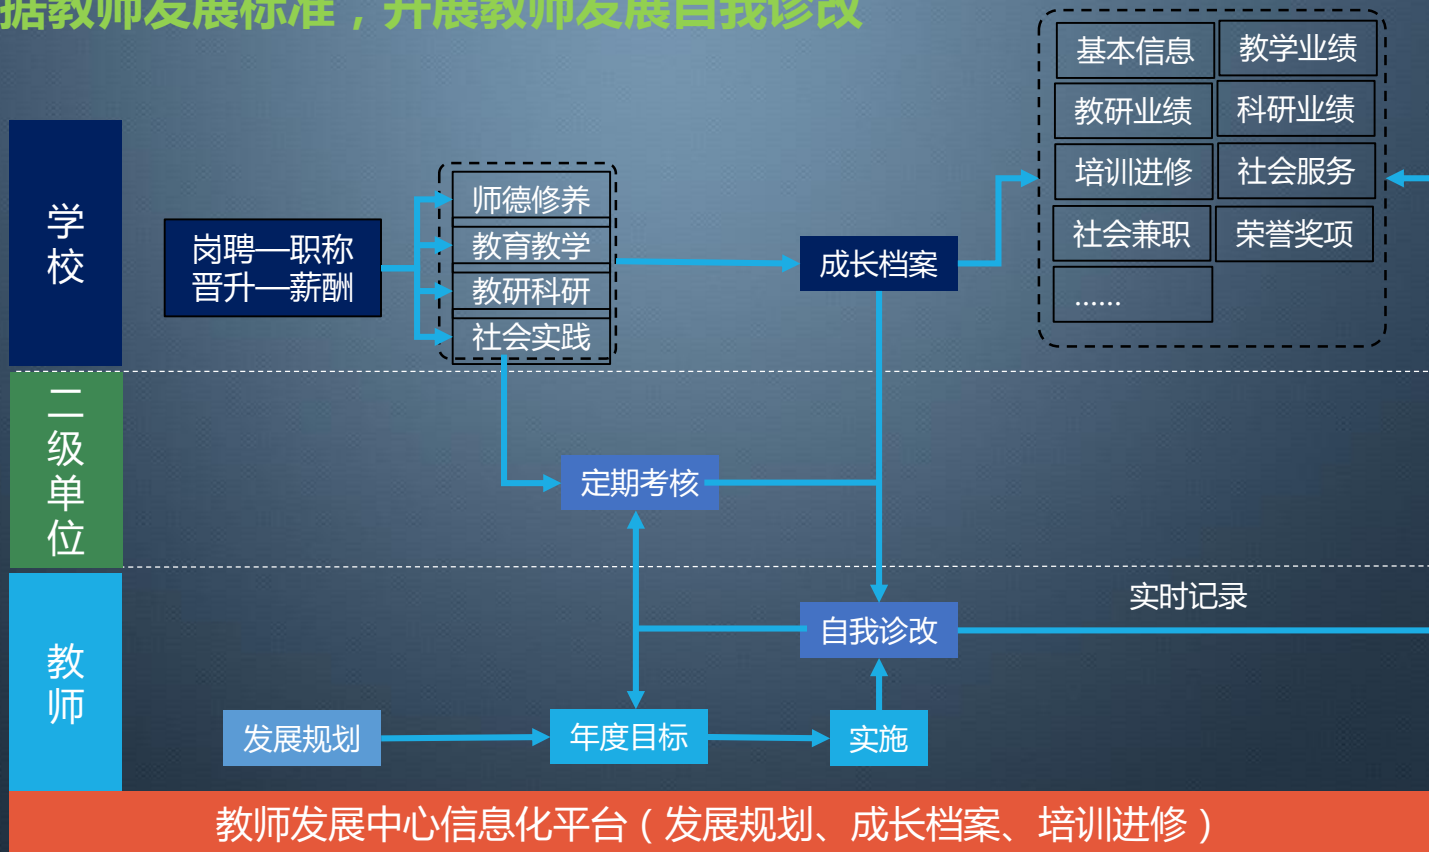 据教师发展标准，开展教师发展自我诊改
基本信息
教学业绩
教研业绩
科研业绩
培训进修
社会服务
社会兼职
荣誉奖项
......
学校
岗聘—职称
晋升—薪酬
师德修养
教育教学
教研科研
社会实践
成长档案
二级单位
定期考核
教师
自我诊改
实时记录
发展规划
年度目标
实施
教师发展中心信息化平台（发展规划、成长档案、培训进修）